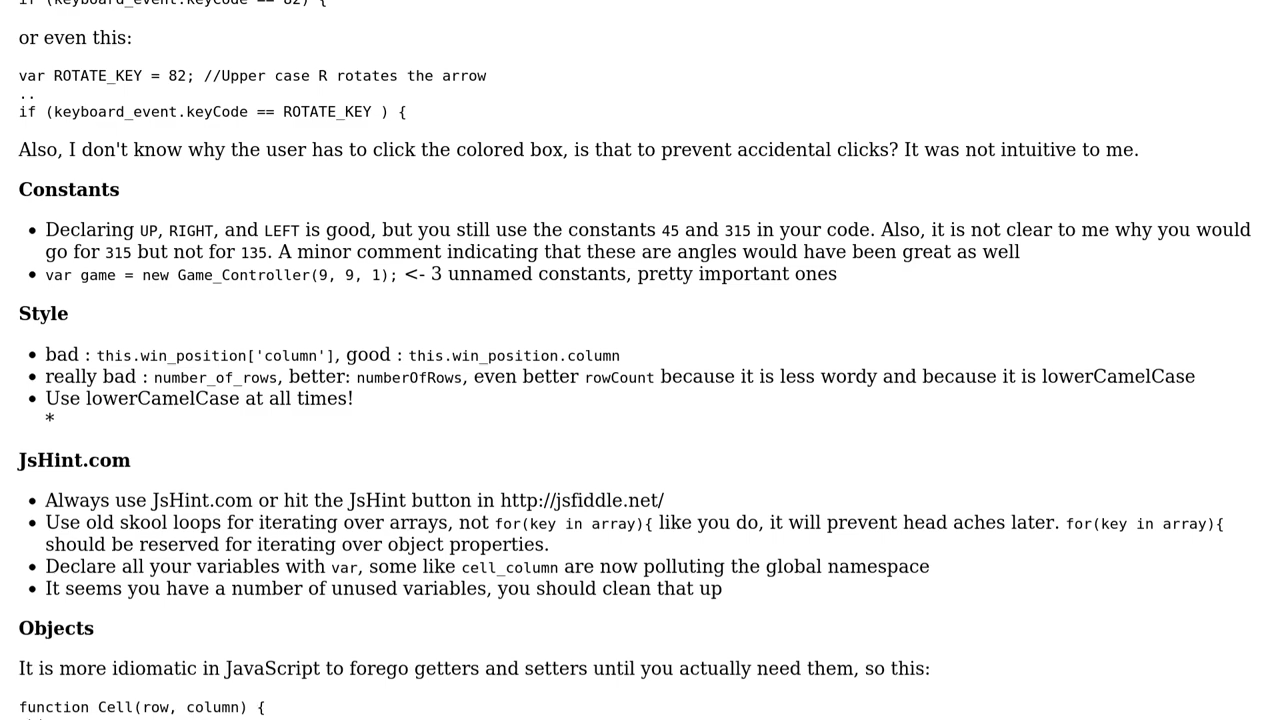 if (keyboard_event.keyCode == 82) {
or even this:
var ROTATE_KEY = 82; //Upper case R rotates the arrow
..
if (keyboard_event.keyCode == ROTATE_KEY ) {
Also, I don't know why the user has to click the colored box, is that to prevent accidental clicks? It was not intuitive to me.
Constants
• Declaring UP, RIGHT, and LEFT is good, but you still use the constants 45 and 315 in your code. Also, it is not clear to me why you would
go for 315 but not for 135. A minor comment indicating that these are angles would have been great as well
• var game = new Game_Controller(9, 9, 1); <- 3 unnamed constants, pretty important ones
Style
• bad : this.win_position['column'], good : this.win_position.column
• really bad : number_of_rows, better: numberOfRows, even better rowCount because it is less wordy and because it is lowerCamelCase
• Use lowerCamelCase at all times!
*
JsHint.com
• Always use JsHint.com or hit the JsHint button in http://jsfiddle.net/
• Use old skool loops for iterating over arrays, not for(key in array){ like you do, it will prevent head aches later. for(key in array){
should be reserved for iterating over object properties.
• Declare all your variables with var, some like cell_column are now polluting the global namespace
• It seems you have a number of unused variables, you should clean that up
Objects
It is more idiomatic in JavaScript to forego getters and setters until you actually need them, so this:
function Cell(row, column) {